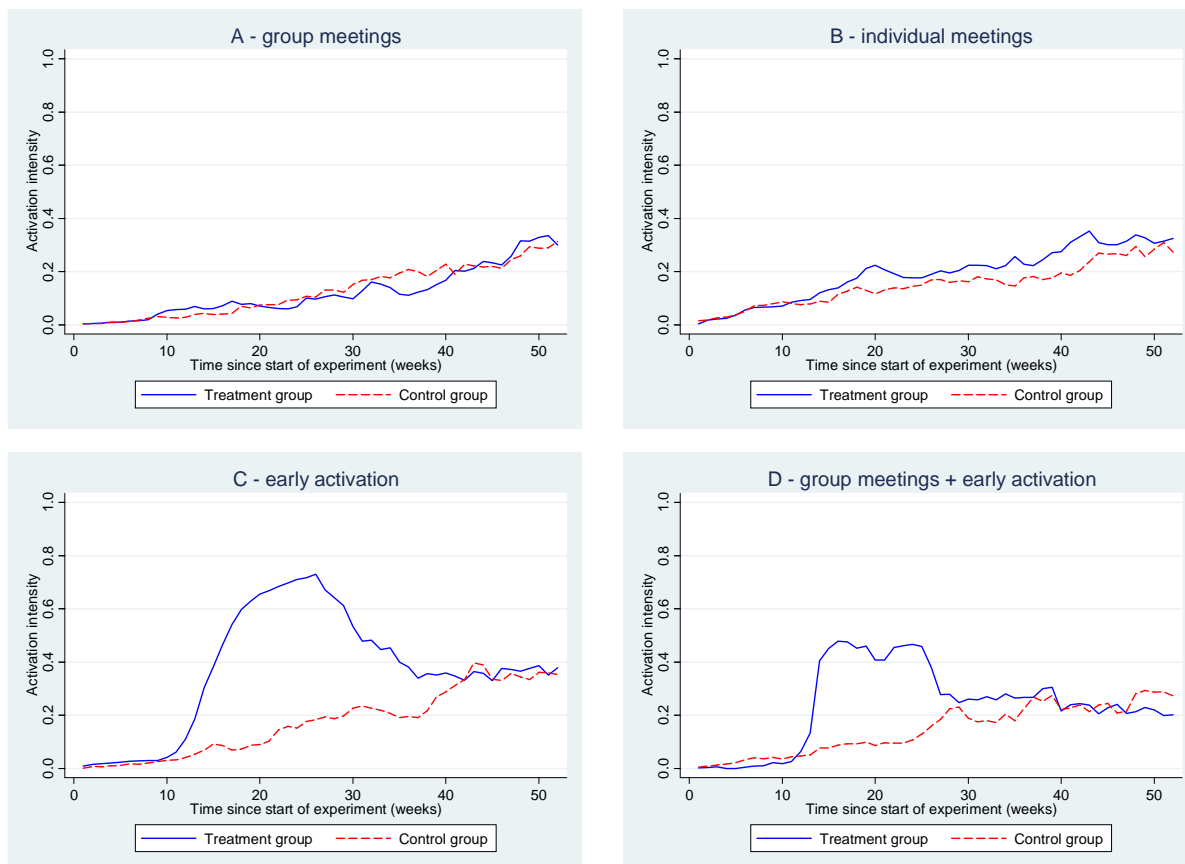 A - group meetings
Activation intensity
1.0
0.8
0.6
0.4
0.2
0.0
0 10 20 30 40 50
Time since start of experiment (weeks)
Treatment group Control group
B - individual meetings
Activation intensity
1.0
0.8
0.6
0.4
0.2
0.0
0 10 20 30 40 50
Time since start of experiment (weeks)
Treatment group Control group
C - early activation
Activation intensity
1.0
0.8
0.6
0.4
0.2
0.0
0 10 20 30 40 50
Time since start of experiment (weeks)
Treatment group Control group
D - group meetings + early activation
Activation intensity
1.0
0.8
0.6
0.4
0.2
0.0
0 10 20 30 40 50
Time since start of experiment (weeks)
Treatment group Control group